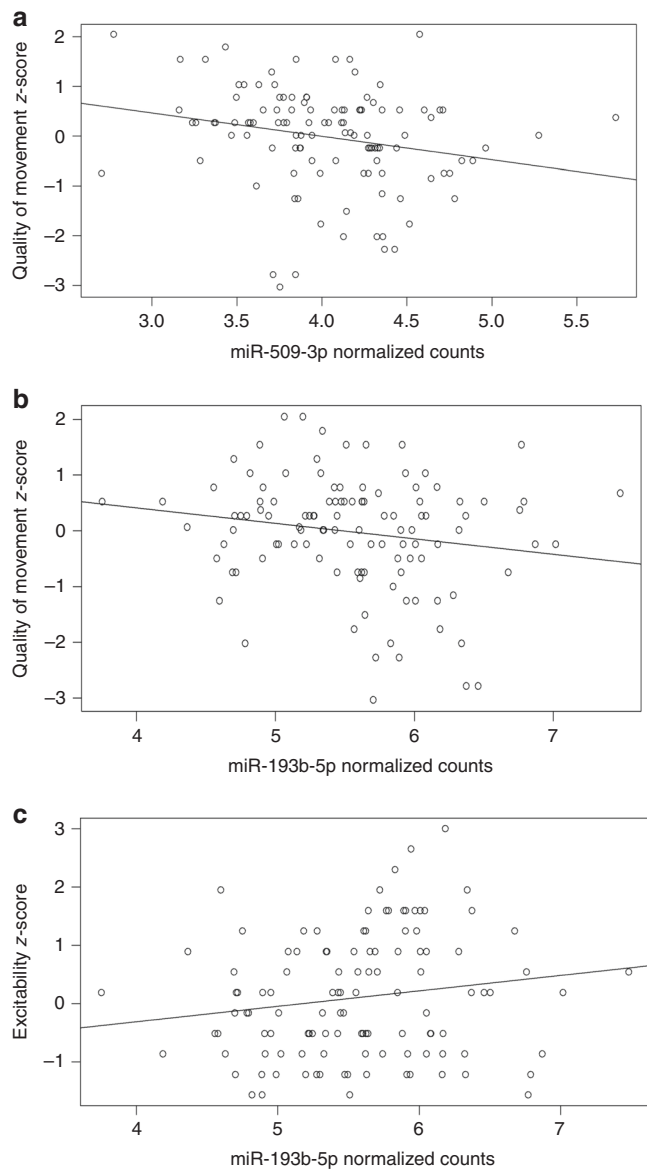 a
Quality of movement z-score
2
1
0
−1
−2
−3
3.0 3.5 4.0 4.5 5.0 5.5
miR-509-3p normalized counts
b
Quality of movement z-score
2
1
0
−1
−2
−3
4 5 6 7
miR-193b-5p normalized counts
c
Excitability z-score
3
2
1
0
−1
4 5 6 7
miR-193b-5p normalized counts